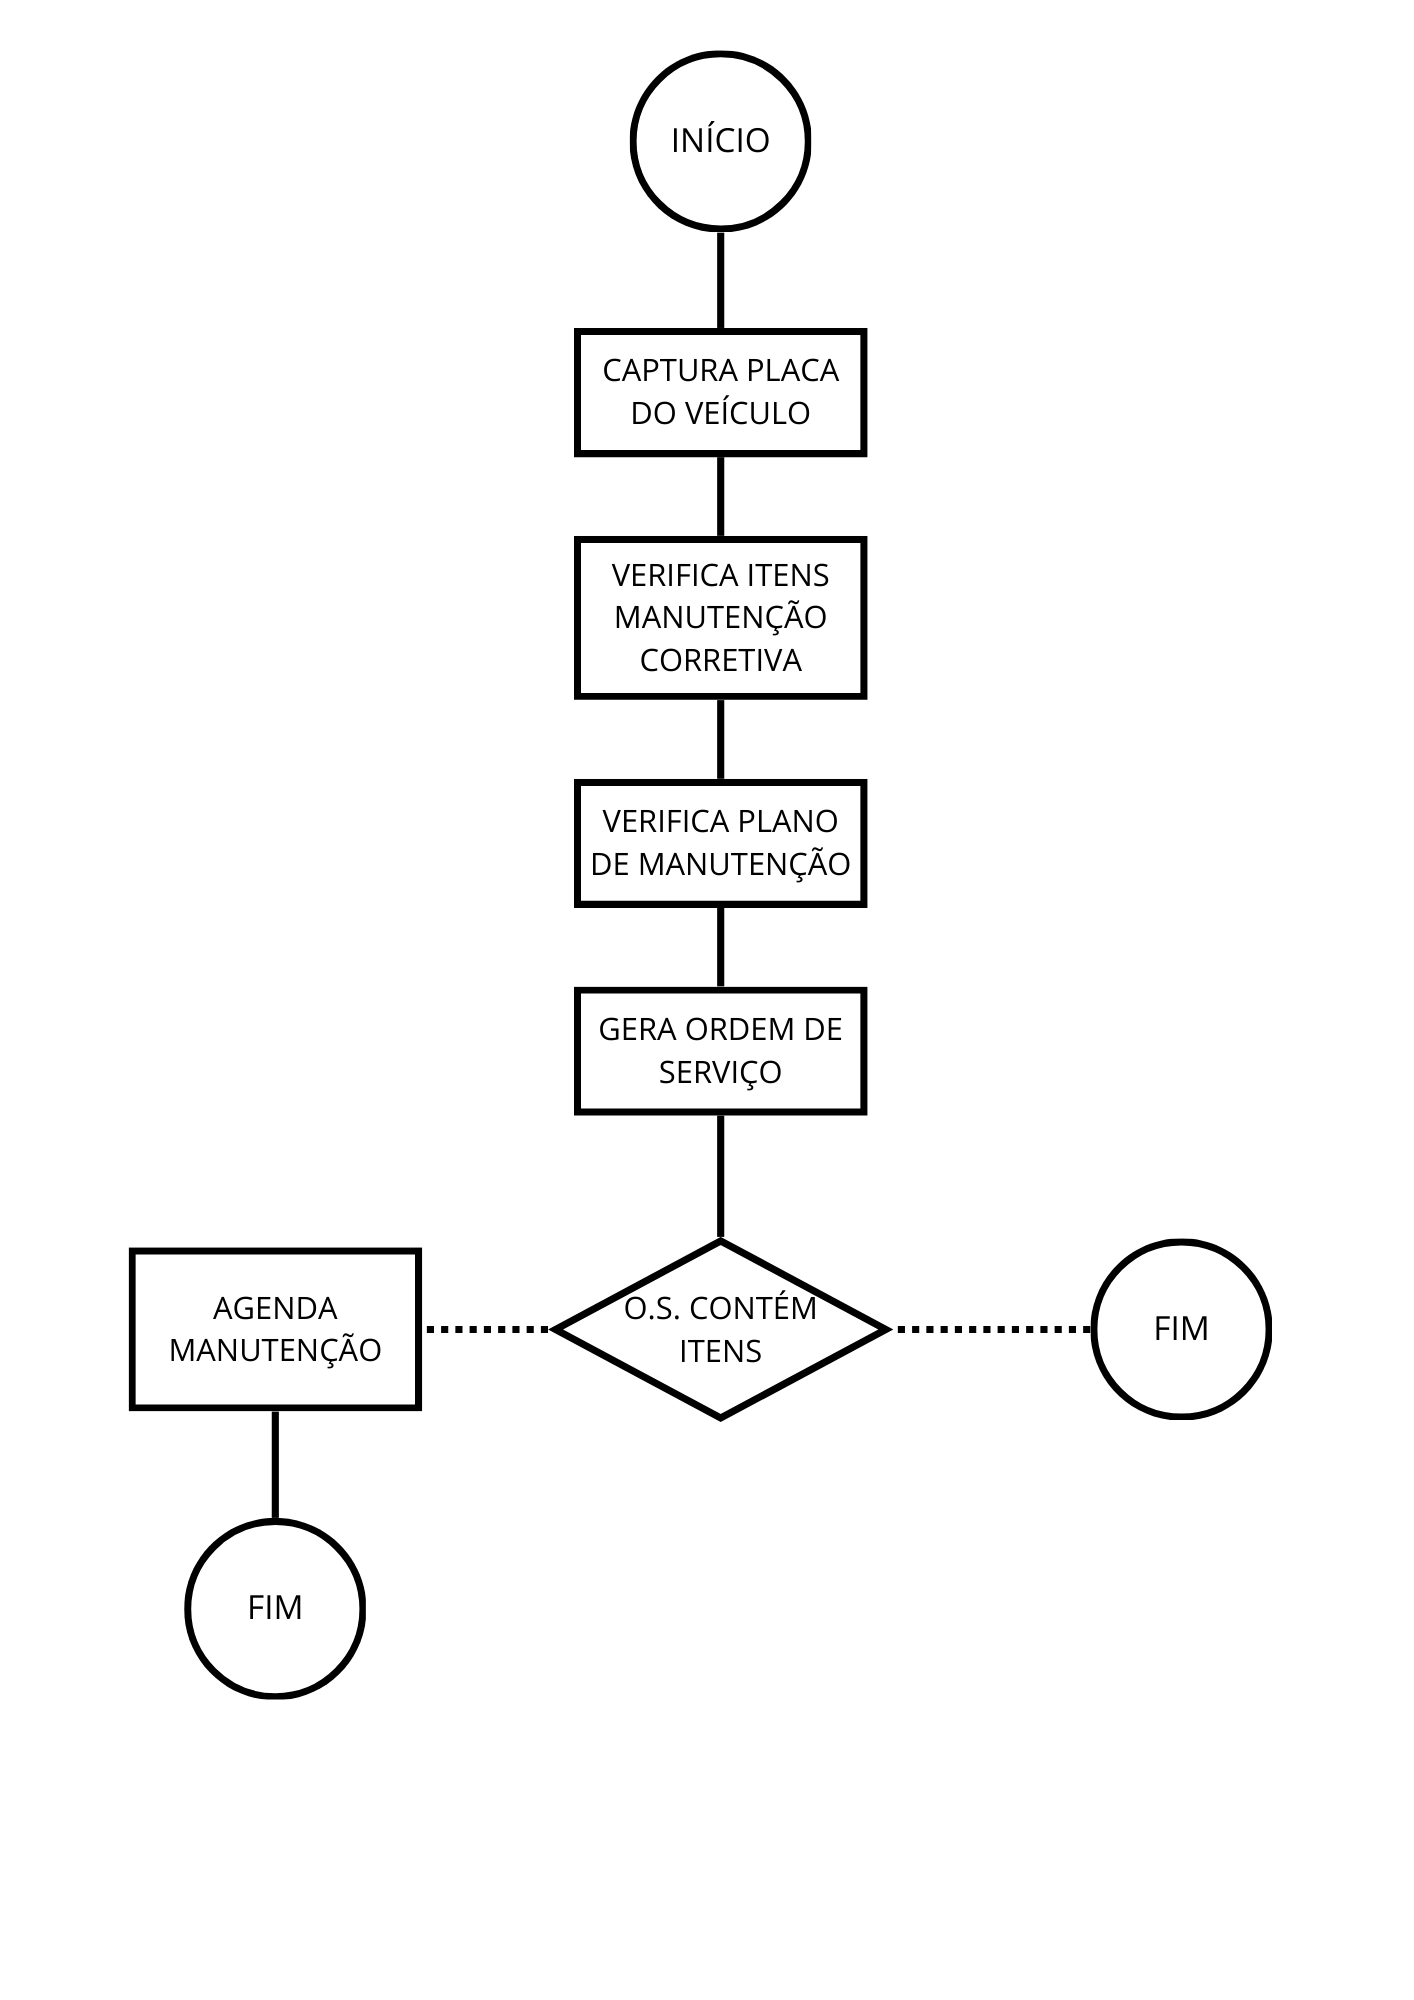 INÍCIO
CAPTURA PLACA
DO VEÍCULO
VERIFICA ITENS
MANUTENÇÃO
CORRETIVA
VERIFICA PLANO
DE MANUTENÇÃO
GERA ORDEM DE
SERVIÇO
AGENDA
MANUTENÇÃO
O.S. CONTÉM
ITENS
FIM
FIM